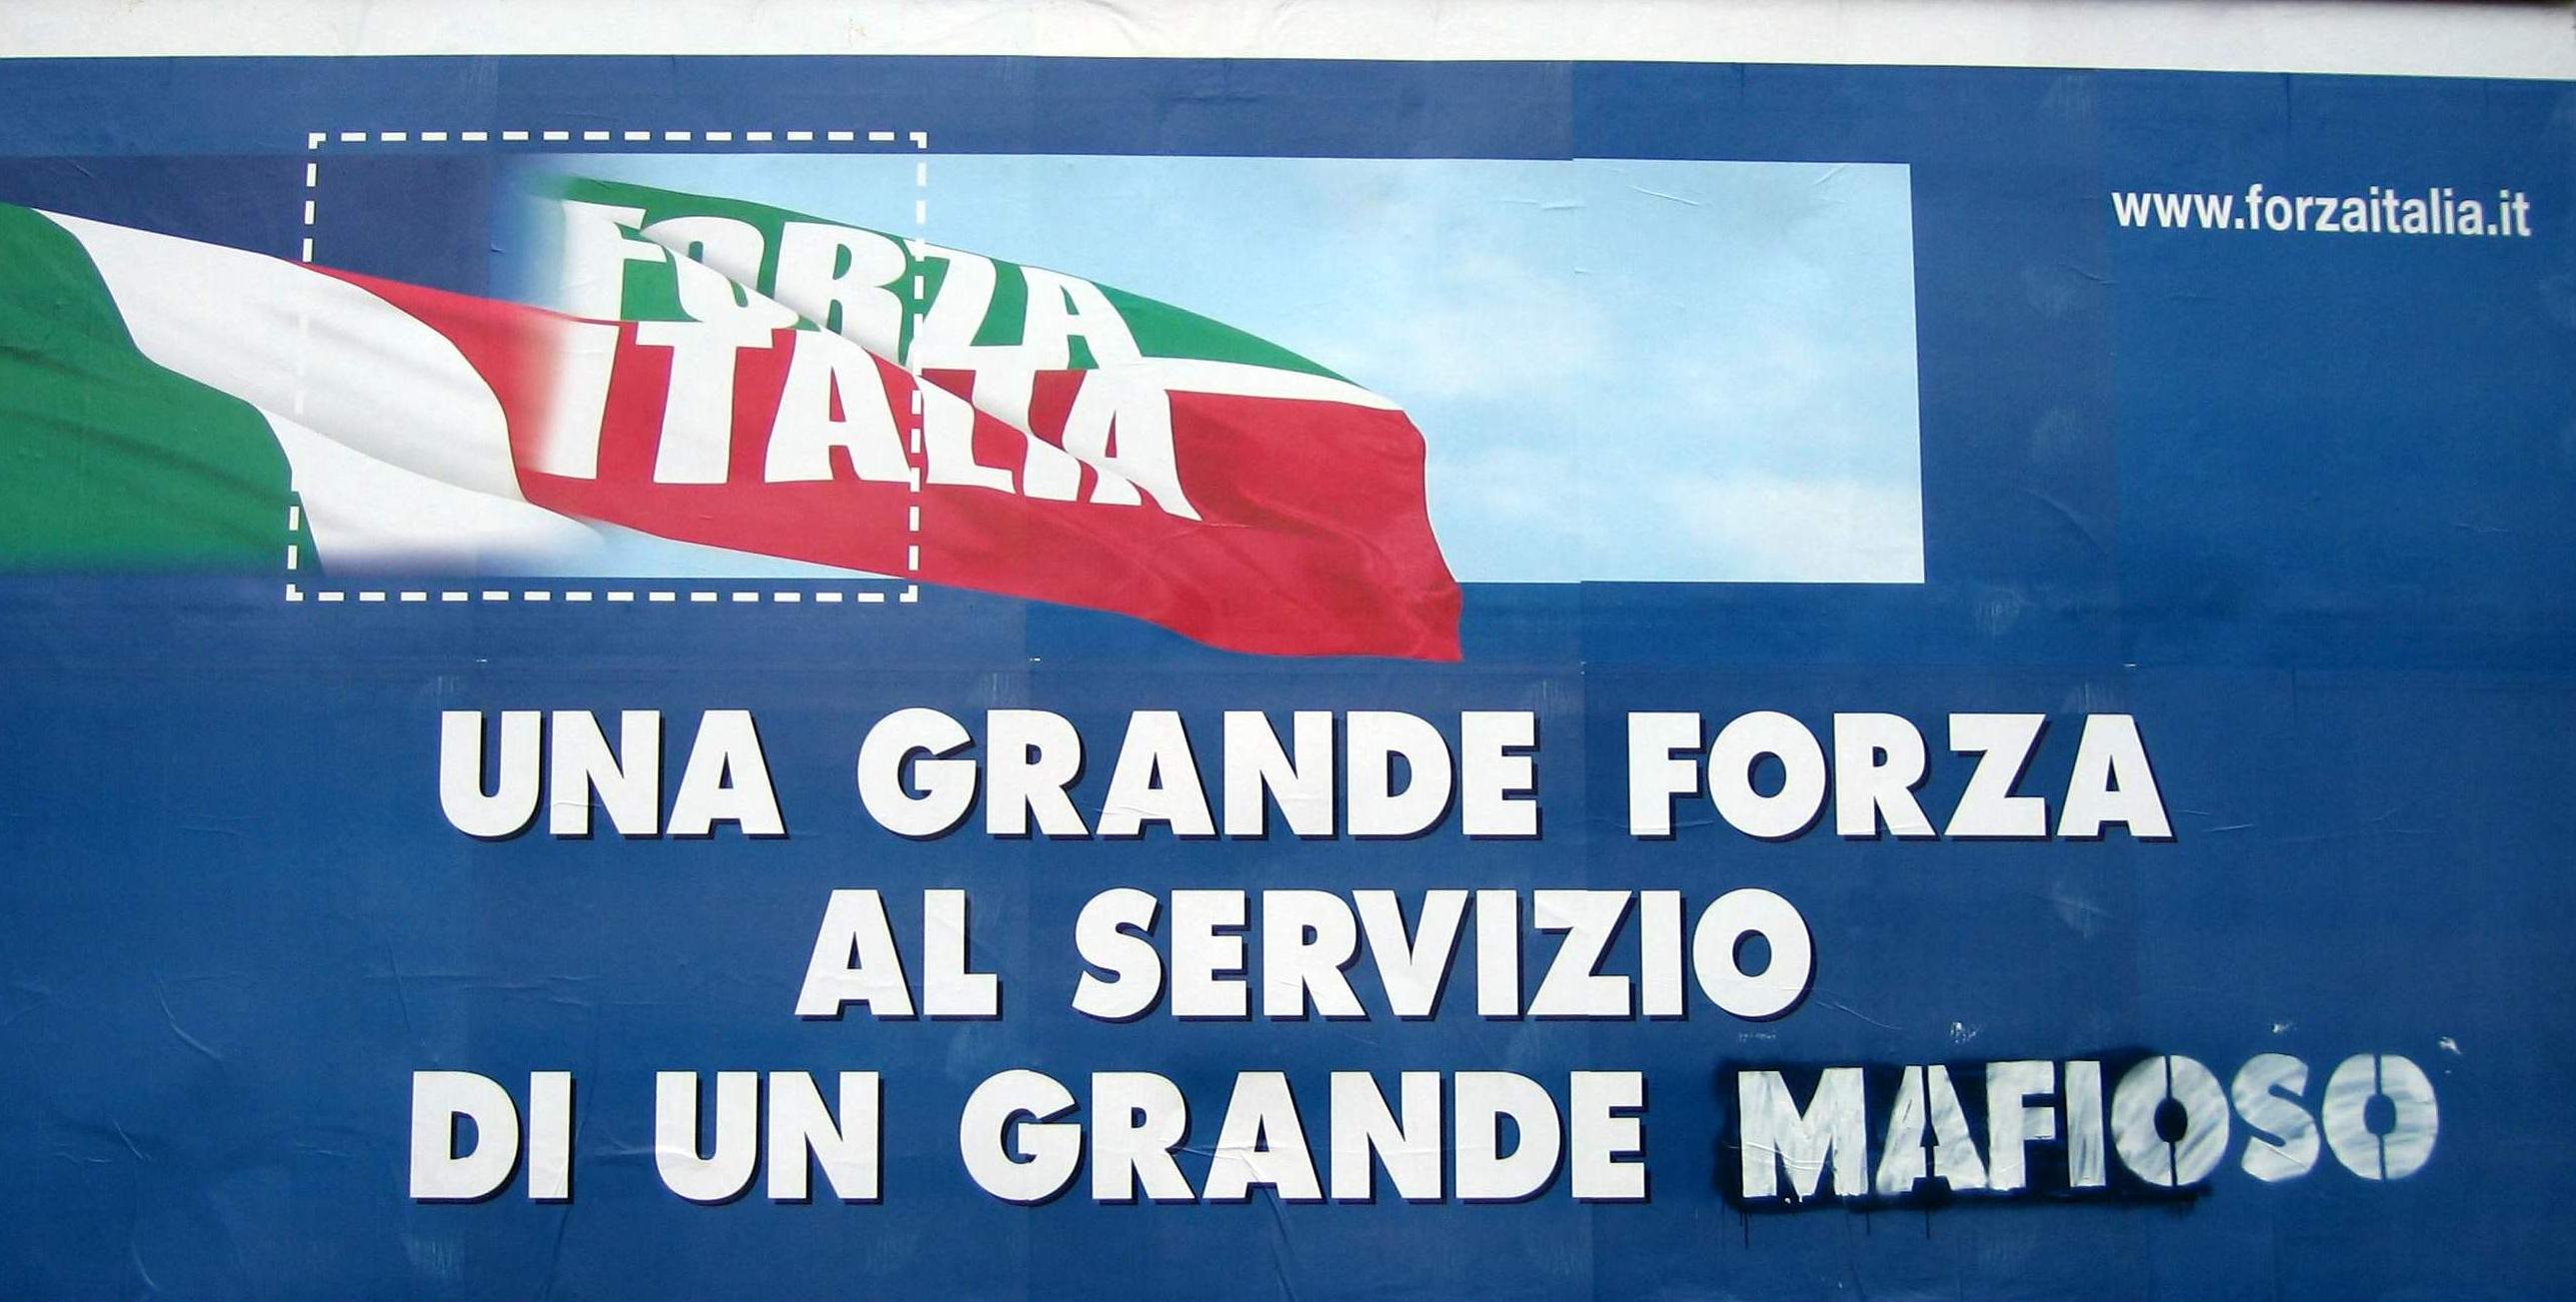 FORZA
ITALIA
www.forzaitalia.it
UNA GRANDE FORZA
AL SERVIZIO
DI UN GRANDE MAFIOSO